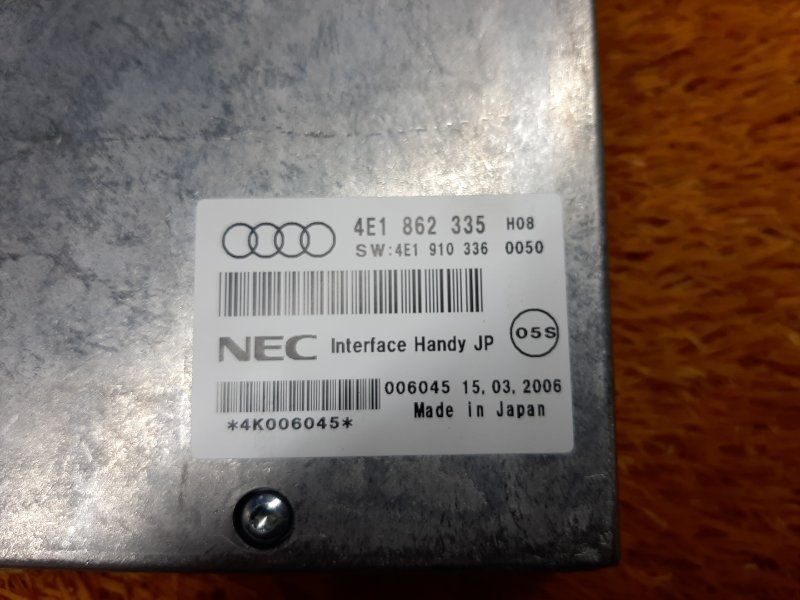 4E1 862 335 H08
SW:4E1 910 336 0050
NEC Interface Handy JP 05S
006045 15.03.2006
*4K006045* Made in Japan